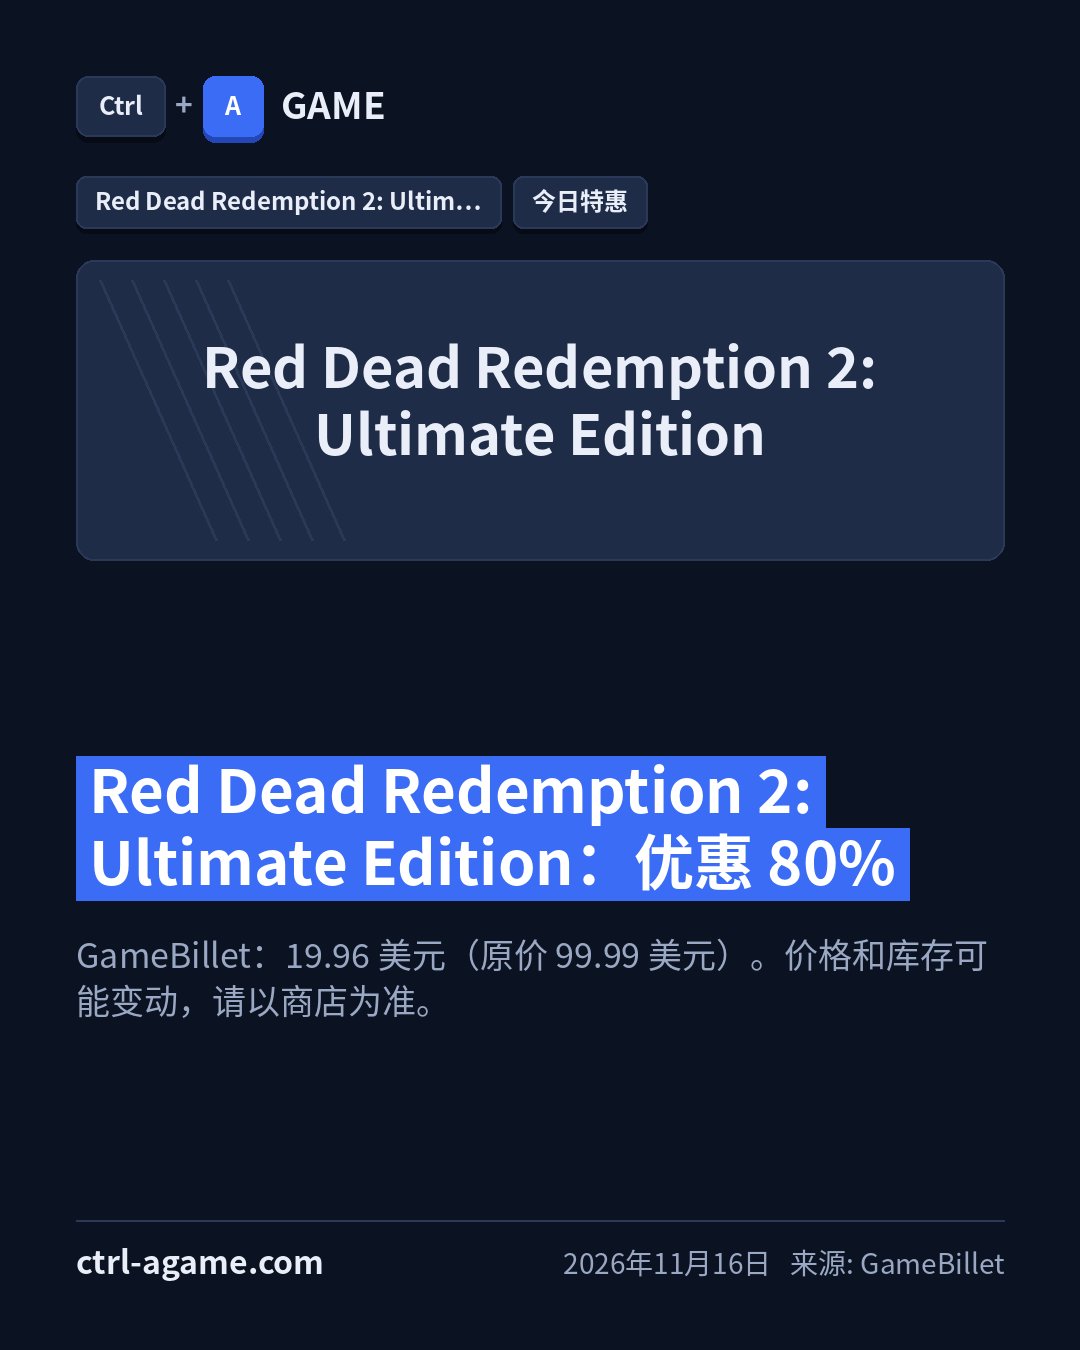 Ctrl + A GAME
Red Dead Redemption 2: Ultim… 今日特惠
Red Dead Redemption 2:
Ultimate Edition
Red Dead Redemption 2:
Ultimate Edition：优惠 80%
GameBillet：19.96 美元（原价 99.99 美元）。价格和库存可
能变动，请以商店为准。
ctrl-agame.com 2026年11月16日 来源: GameBillet